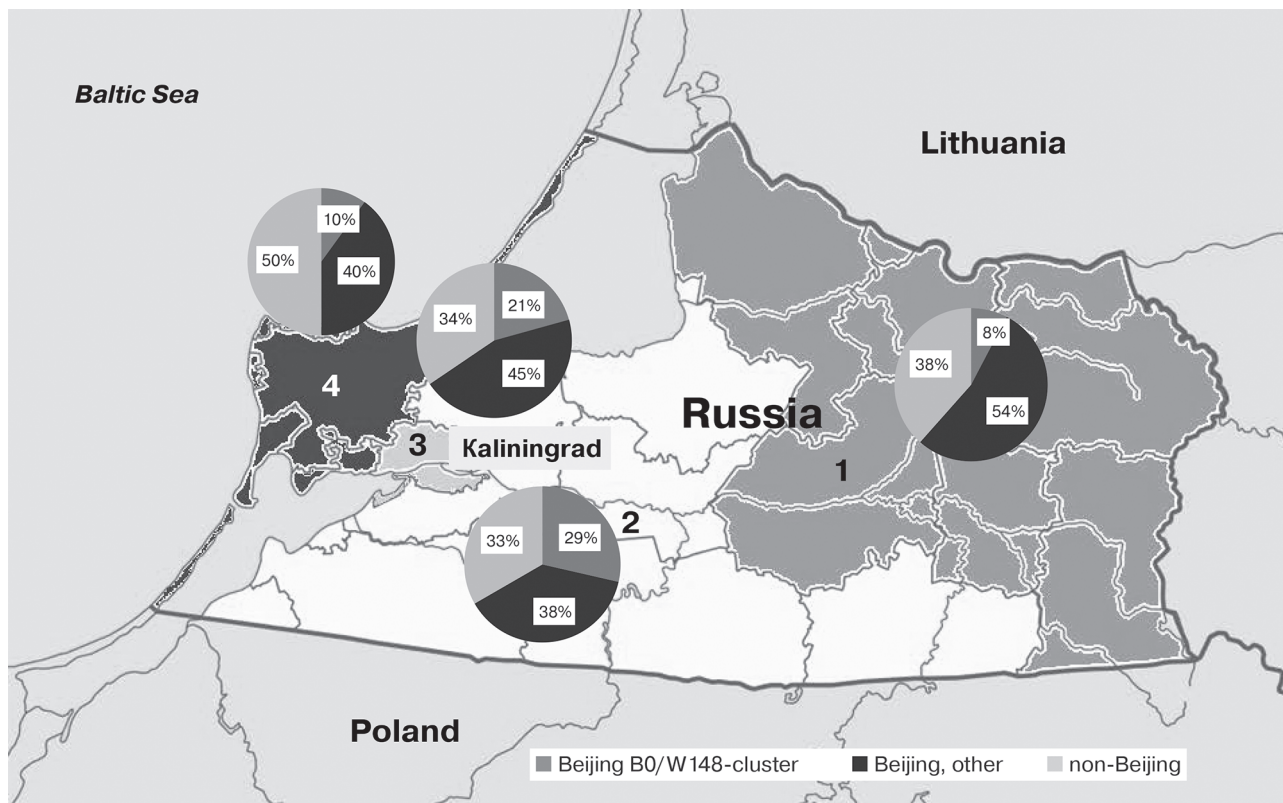 Baltic Sea
Lithuania
10%
50%
40%
21%
34%
45%
8%
38%
54%
4
Russia
3
Kaliningrad
1
2
33%
29%
38%
Poland
Beijing B0/W148-cluster
Beijing, other
non-Beijing